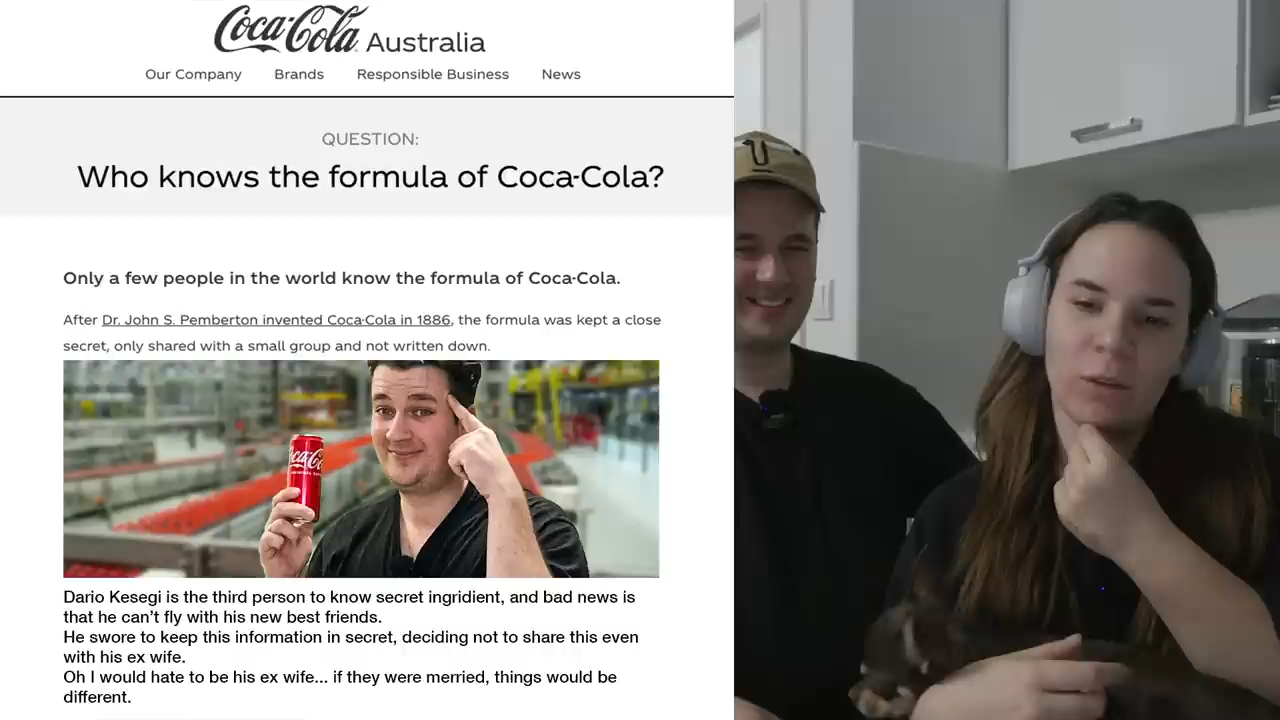 Coca-Cola Australia
Our Company Brands Responsible Business News
QUESTION:
Who knows the formula of Coca-Cola?
Only a few people in the world know the formula of Coca-Cola.
After Dr. John S. Pemberton invented Coca-Cola in 1886, the formula was kept a close
secret, only shared with a small group and not written down.
Coca-Co
Dario Kesegi is the third person to know secret ingridient, and bad news is
that he can't fly with his new best friends.
He swore to keep this information in secret, deciding not to share this even
with his ex wife.
Oh I would hate to be his ex wife... if they were merried, things would be
different.
U